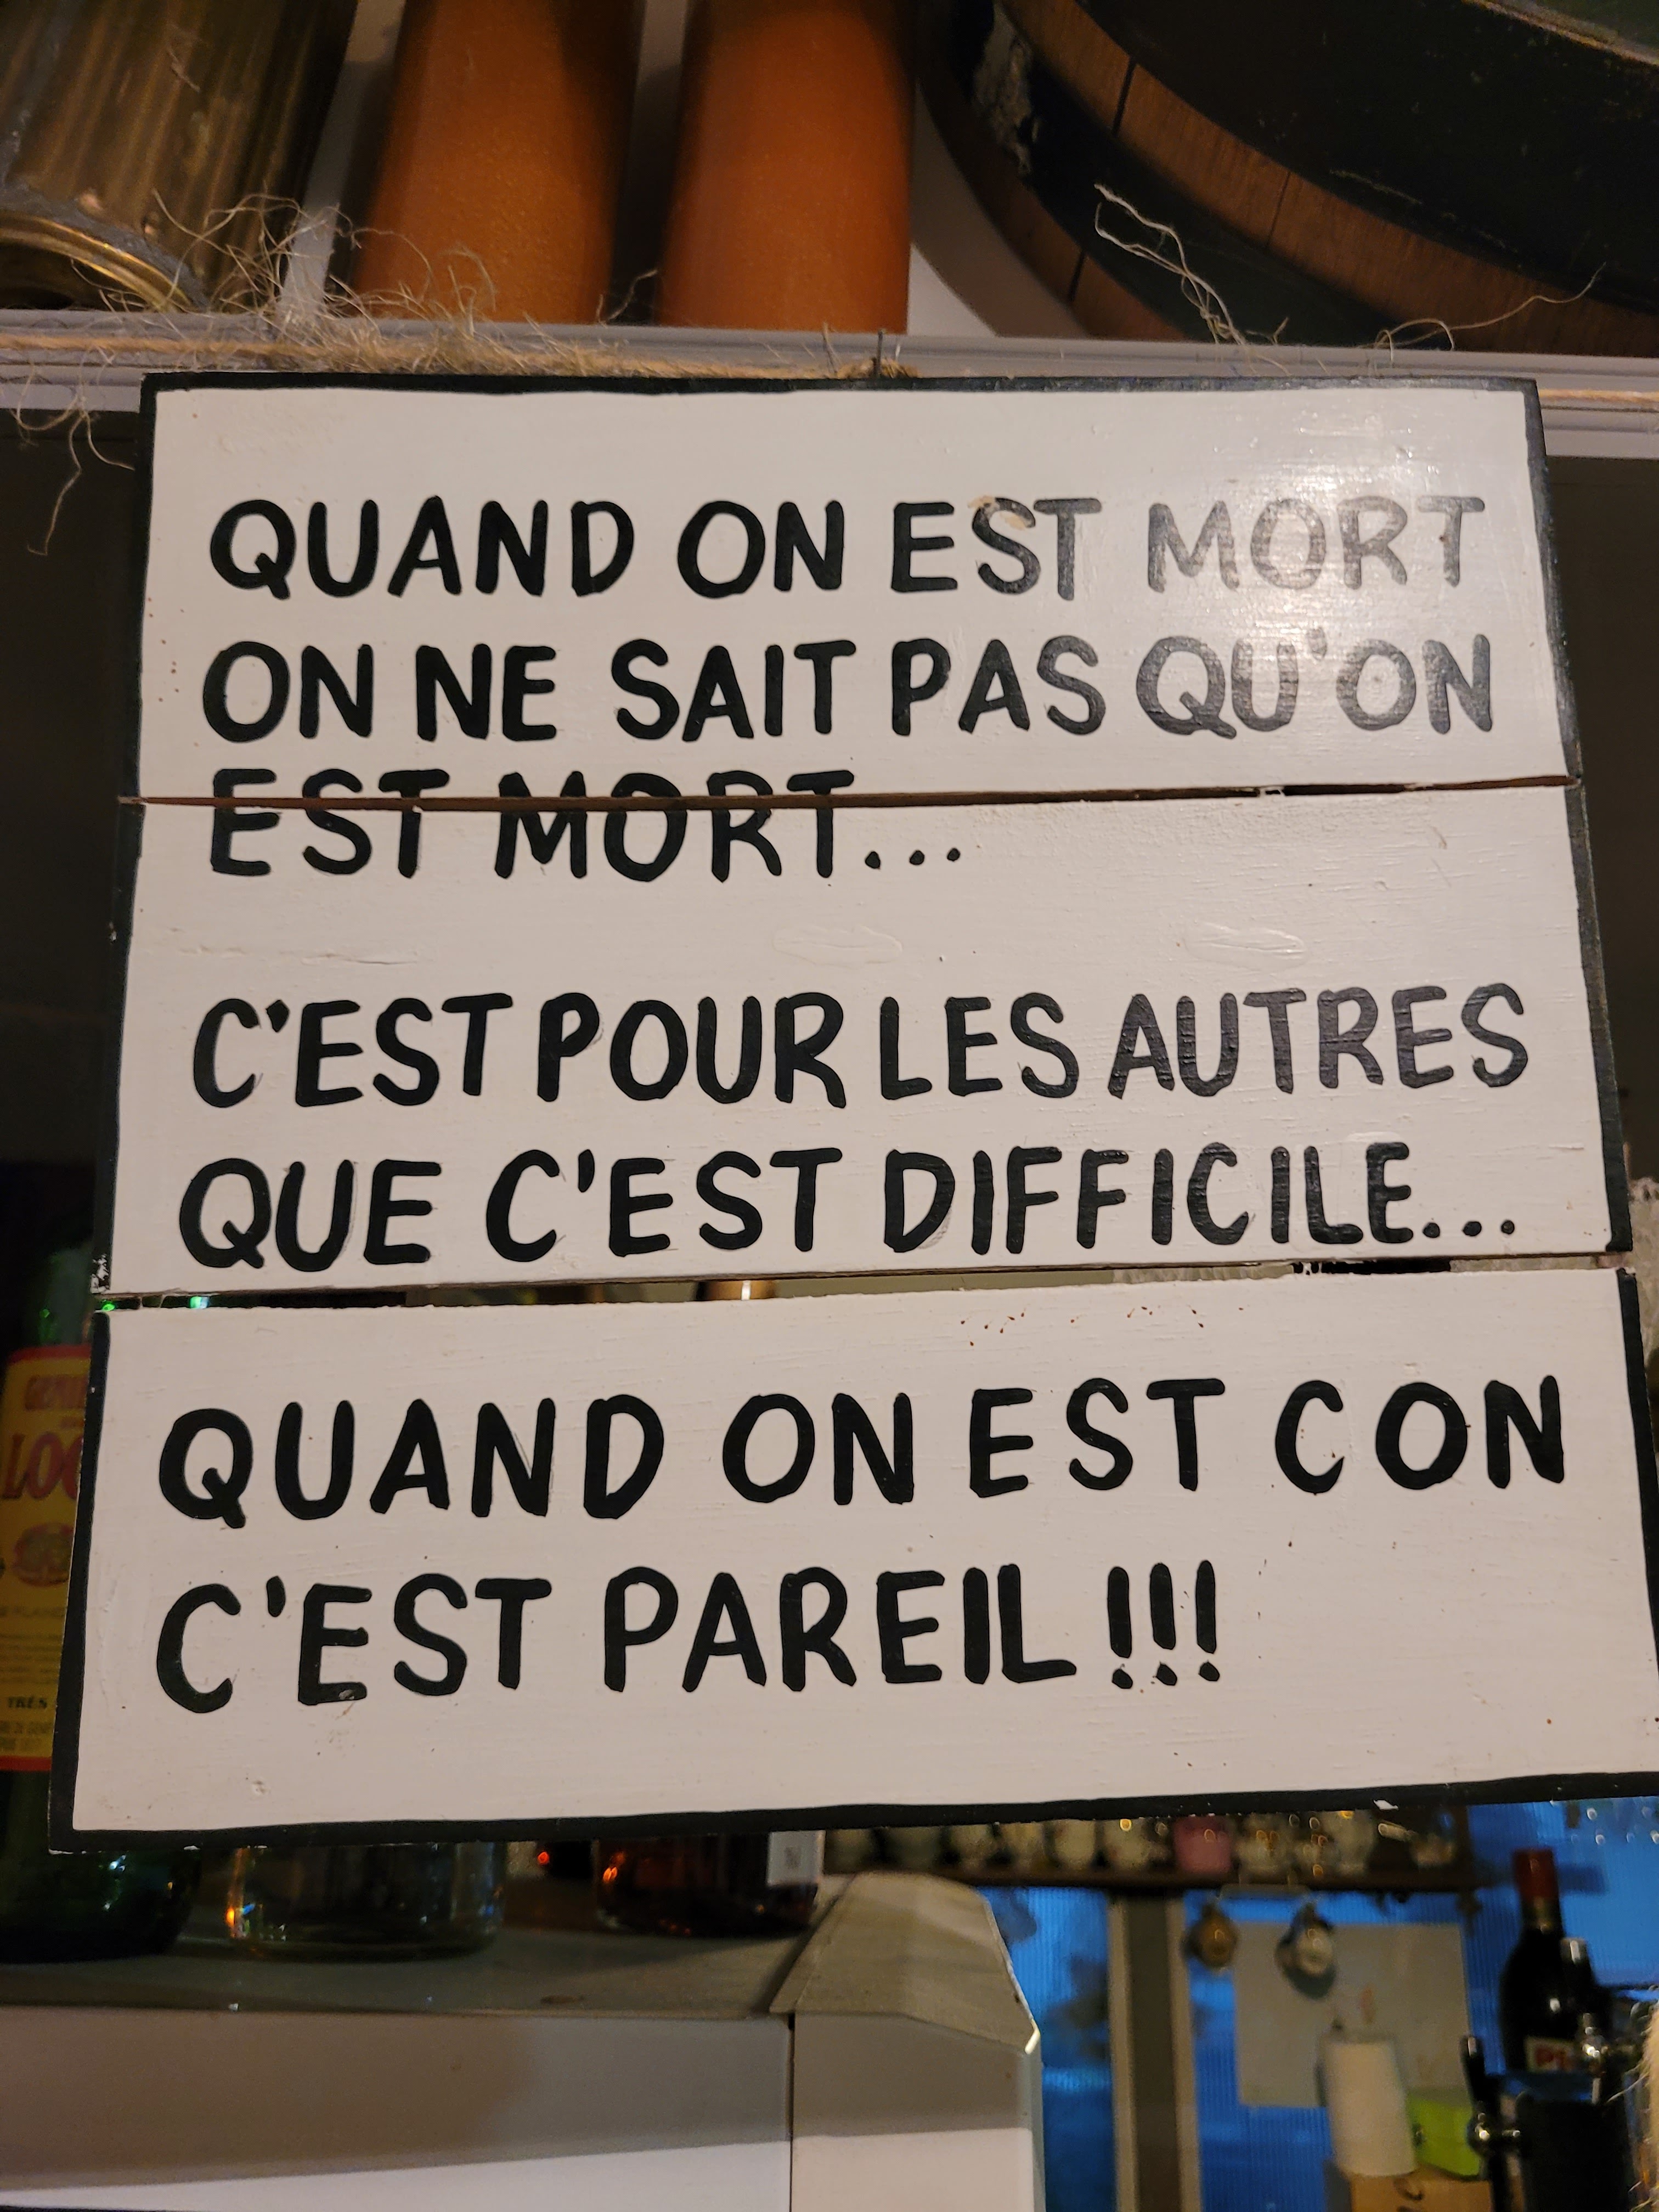 QUAND ON EST MORT
ON NE SAIT PAS QU'ON
EST MORT...
C'EST POUR LES AUTRES
QUE C'EST DIFFICILE...
QUAND ON EST CON
C'EST PAREIL !!!
TRÈS